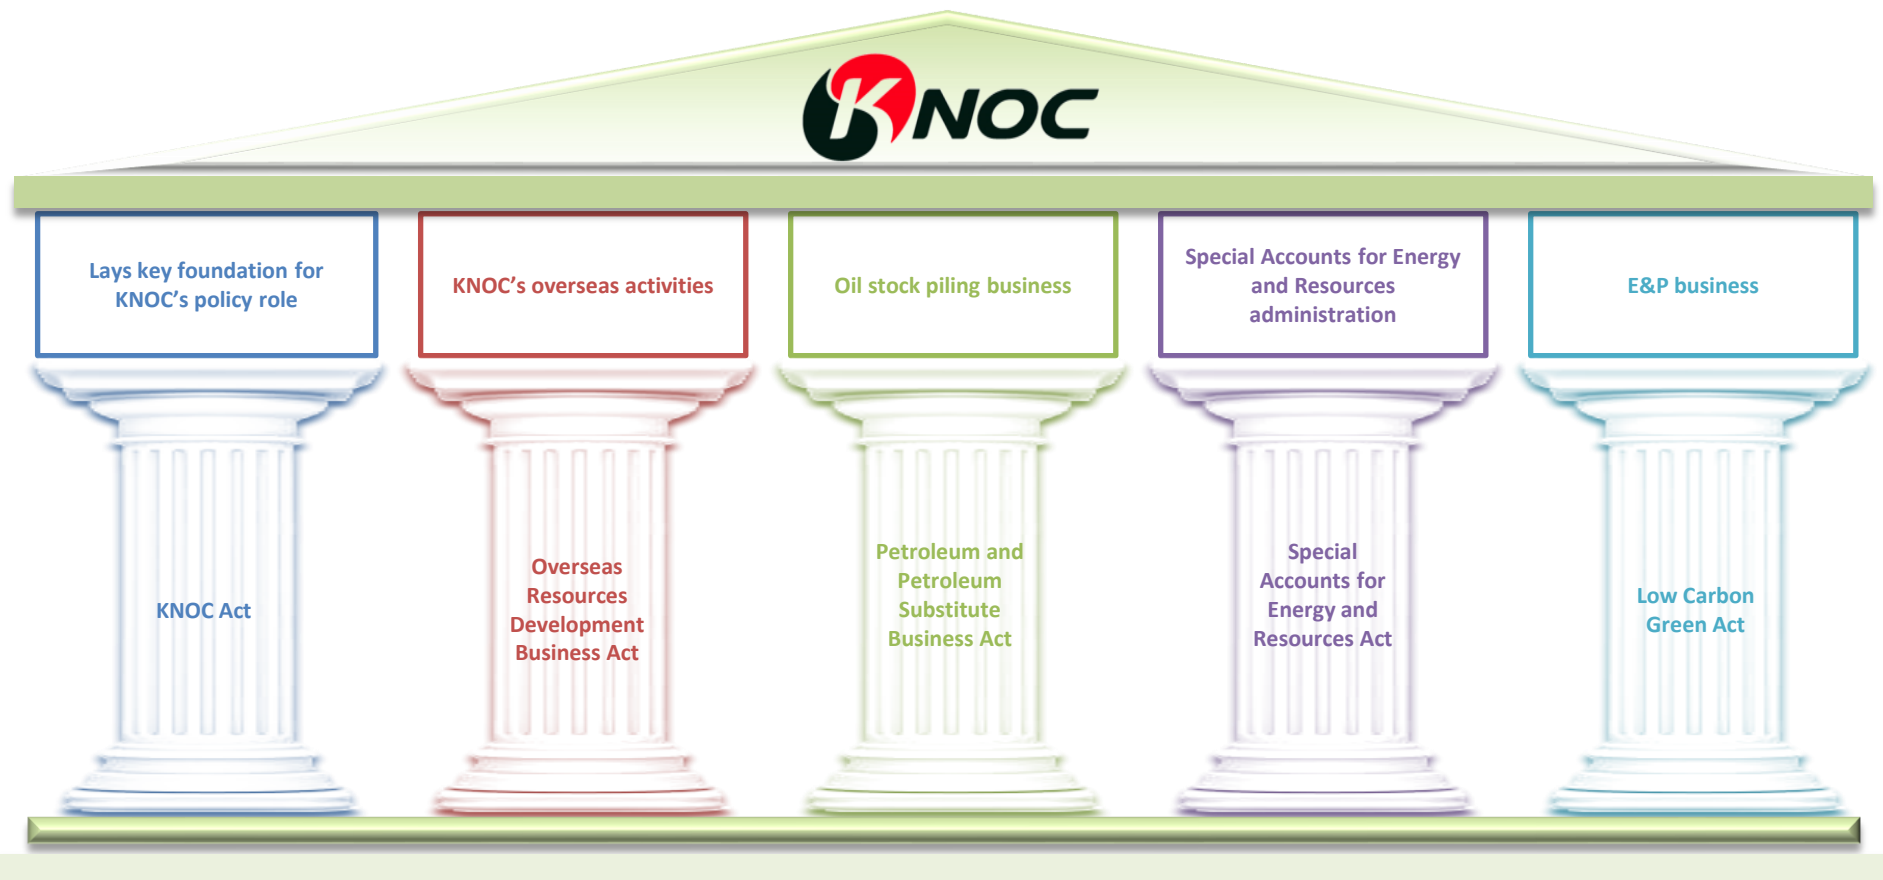 KNOC
Lays key foundation for
KNOC's policy role
KNOC's overseas activities
Oil stock piling business
Special Accounts for Energy
and Resources
administration
E&P business
KNOC Act
Overseas
Resources
Development
Business Act
Petroleum and
Petroleum
Substitute
Business Act
Special
Accounts for
Energy and
Resources Act
Low Carbon
Green Act